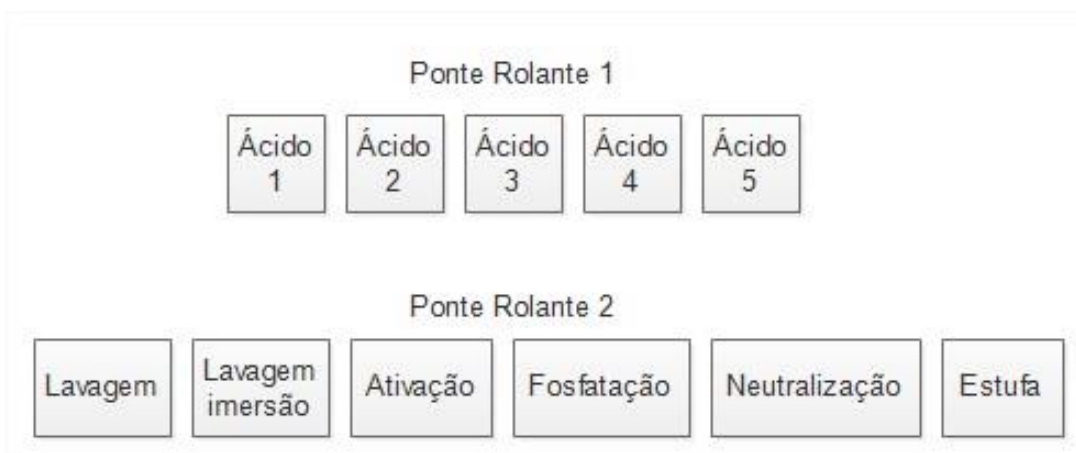 Ponte Rolante 1
Ácido 1
Ácido 2
Ácido 3
Ácido 4
Ácido 5
Ponte Rolante 2
Lavagem
Lavagem imersão
Ativação
Fosfatação
Neutralização
Estufa